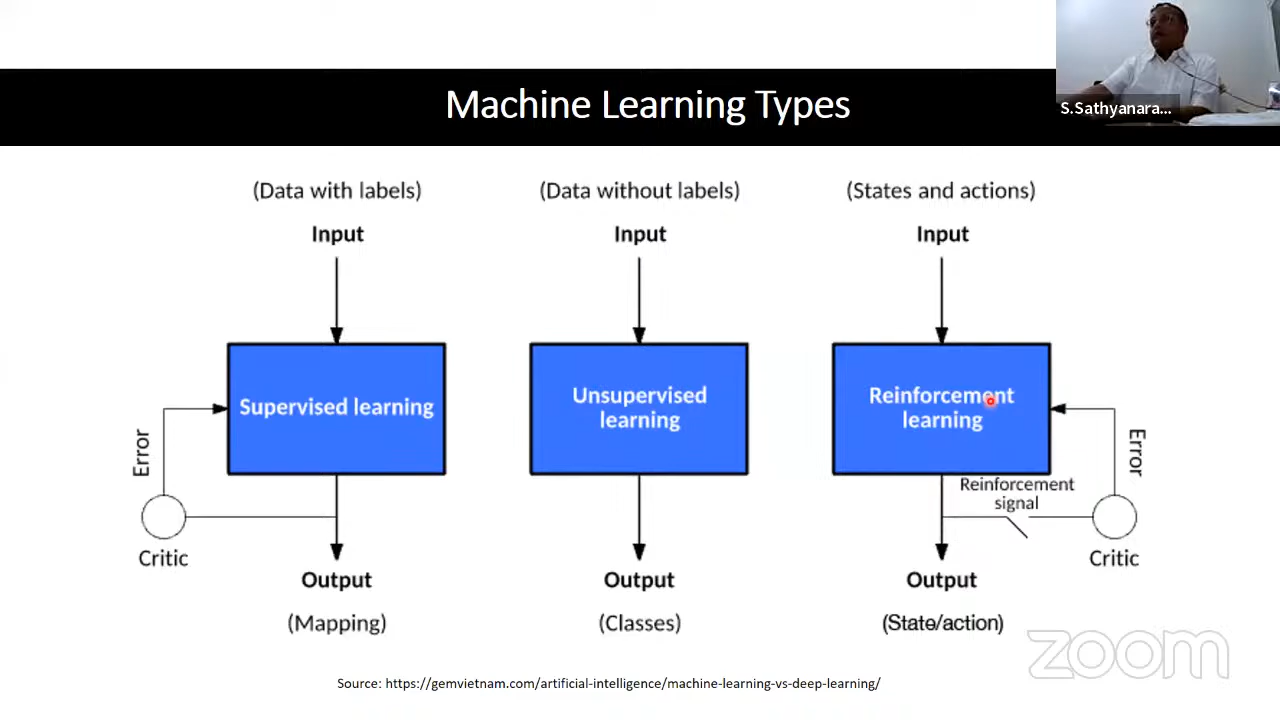 Machine Learning Types
S.Sathyanara...
(Data with labels)
Input
Supervised learning
Error
Critic
Output
(Mapping)
(Data without labels)
Input
Unsupervised
learning
Output
(Classes)
(States and actions)
Input
Reinforcement
learning
Reinforcement
signal
Error
Critic
Output
(State/action)
zoom
Source: https://gemvietnam.com/artificial-intelligence/machine-learning-vs-deep-learning/